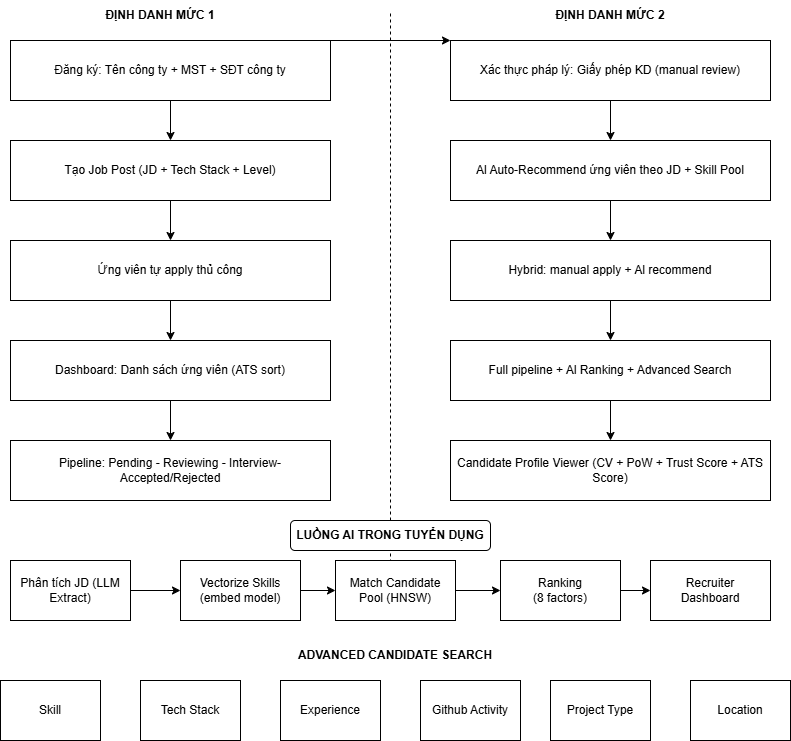 ĐỊNH DANH MỨC 1
ĐỊNH DANH MỨC 2
Đăng ký: Tên công ty + MST + SĐT công ty
Xác thực pháp lý: Giấy phép KD (manual review)
Tạo Job Post (JD + Tech Stack + Level)
AI Auto-Recommend ứng viên theo JD + Skill Pool
Ứng viên tự apply thủ công
Hybrid: manual apply + AI recommend
Dashboard: Danh sách ứng viên (ATS sort)
Full pipeline + AI Ranking + Advanced Search
Pipeline: Pending - Reviewing - Interview-
Accepted/Rejected
Candidate Profile Viewer (CV + PoW + Trust Score + ATS
Score)
LUỒNG AI TRONG TUYỂN DỤNG
Phân tích JD (LLM
Extract)
Vectorize Skills
(embed model)
Match Candidate
Pool (HNSW)
Ranking
(8 factors)
Recruiter
Dashboard
ADVANCED CANDIDATE SEARCH
Skill
Tech Stack
Experience
Github Activity
Project Type
Location